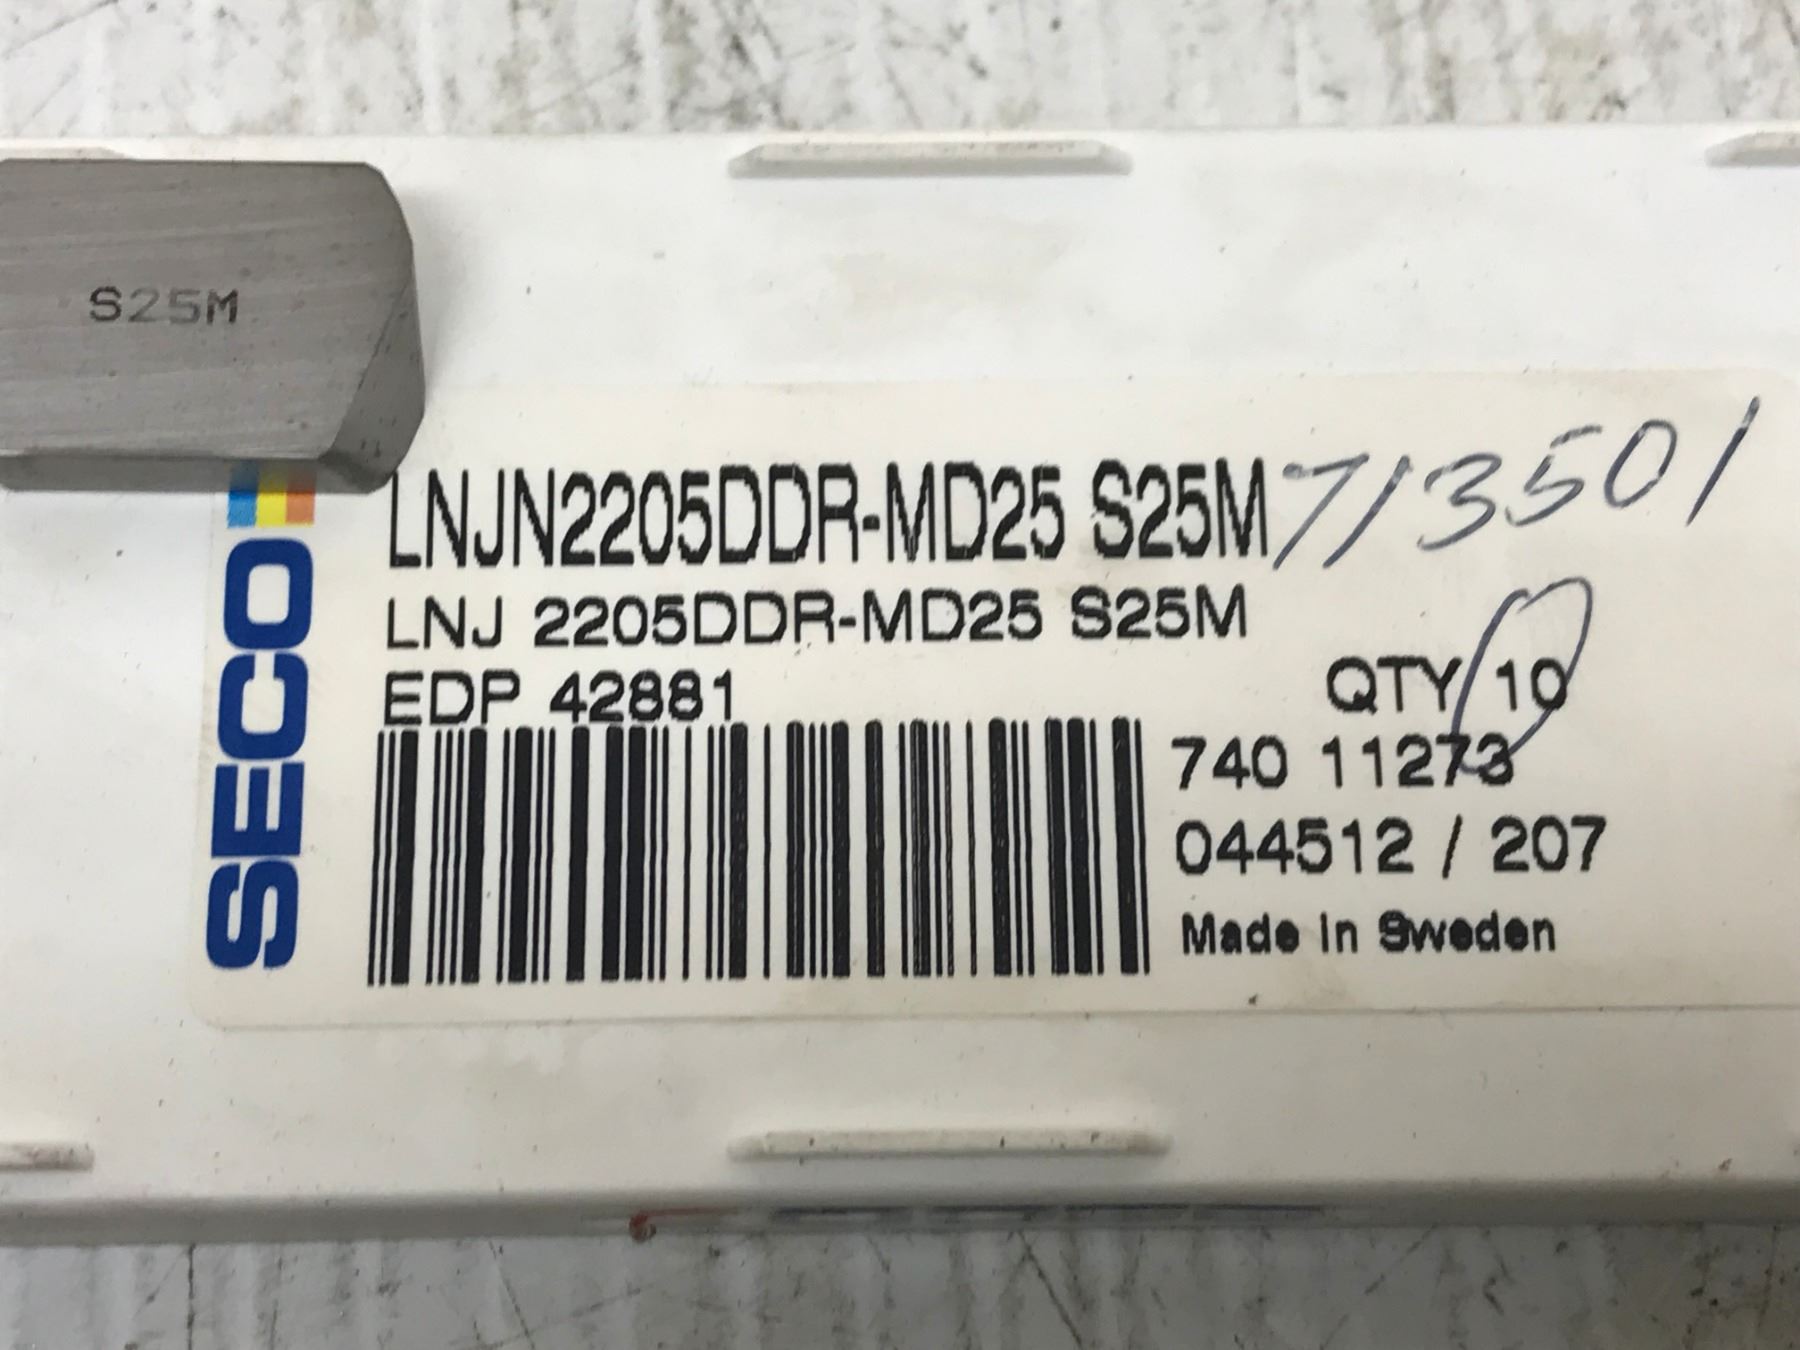 S25M
SECO
LNJN2205DDR-MD25 S25M 713501
LNJ 2205DDR-MD25 S25M
EDP 42881
QTY 10
740 11273
044512 / 207
Made in Sweden